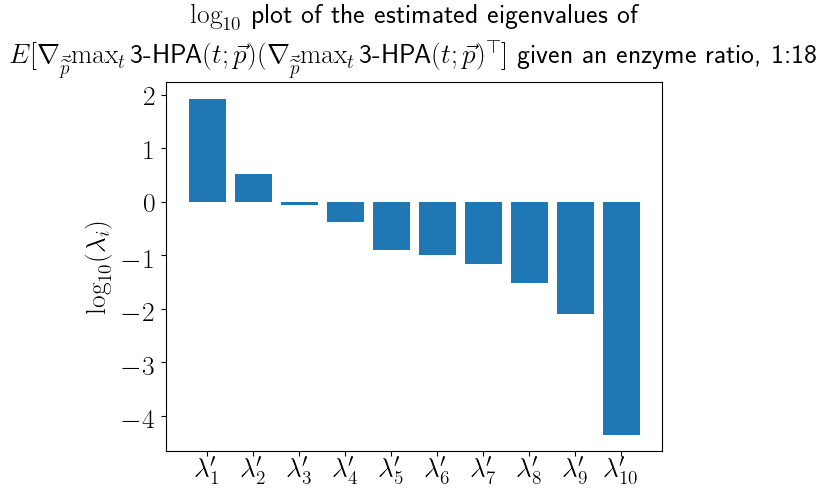 log₁₀ plot of the estimated eigenvalues of
E[∇_{p̃⃗} maxₜ 3-HPA(t; p⃗)(∇_{p̃⃗} maxₜ 3-HPA(t; p⃗)^⊤] given an enzyme ratio, 1:18
2
1
0
−1
−2
−3
−4
log₁₀(λᵢ)
λ′₁ λ′₂ λ′₃ λ′₄ λ′₅ λ′₆ λ′₇ λ′₈ λ′₉ λ′₁₀